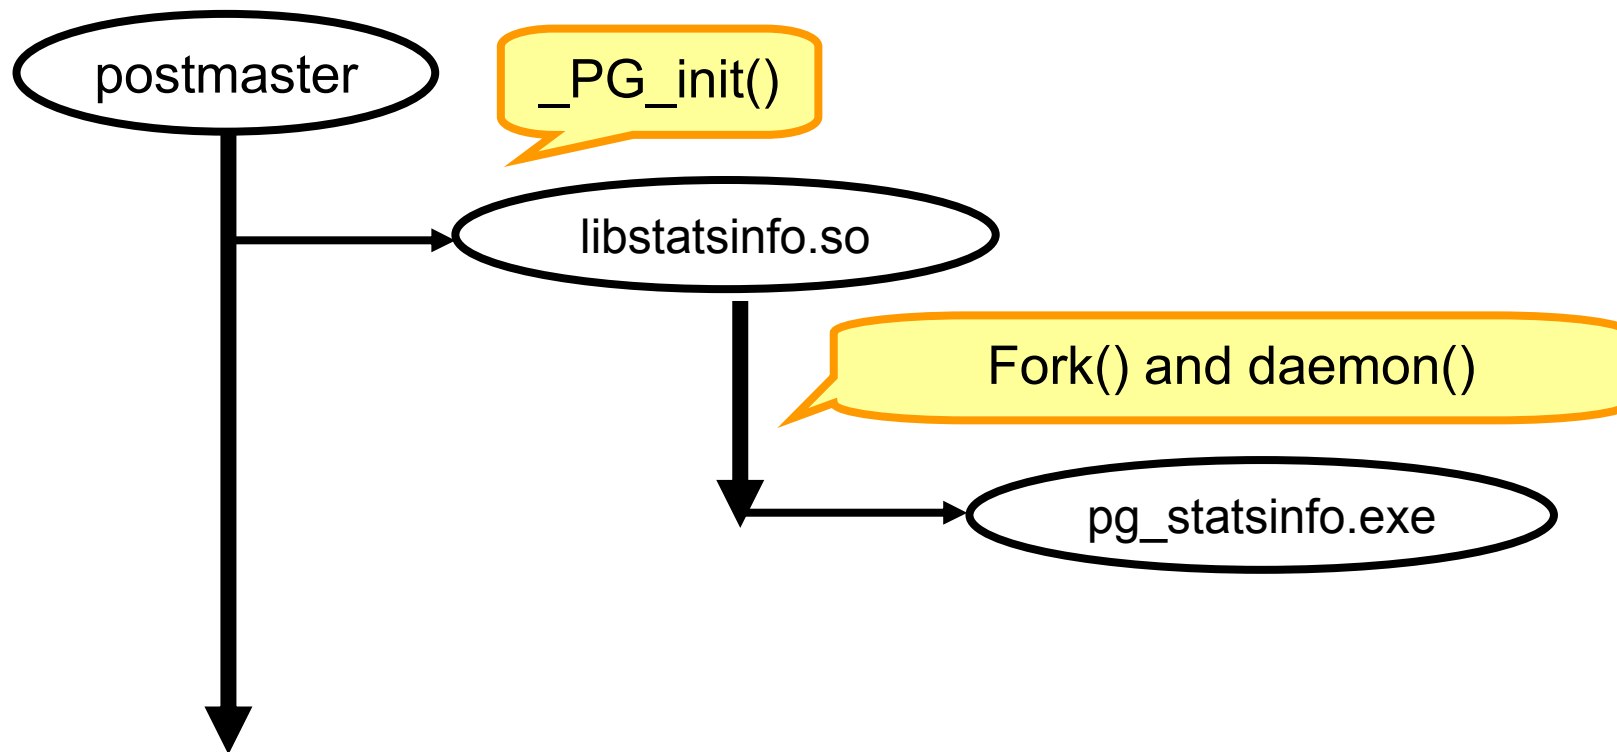 postmaster
_PG_init()
libstatsinfo.so
Fork() and daemon()
pg_statsinfo.exe